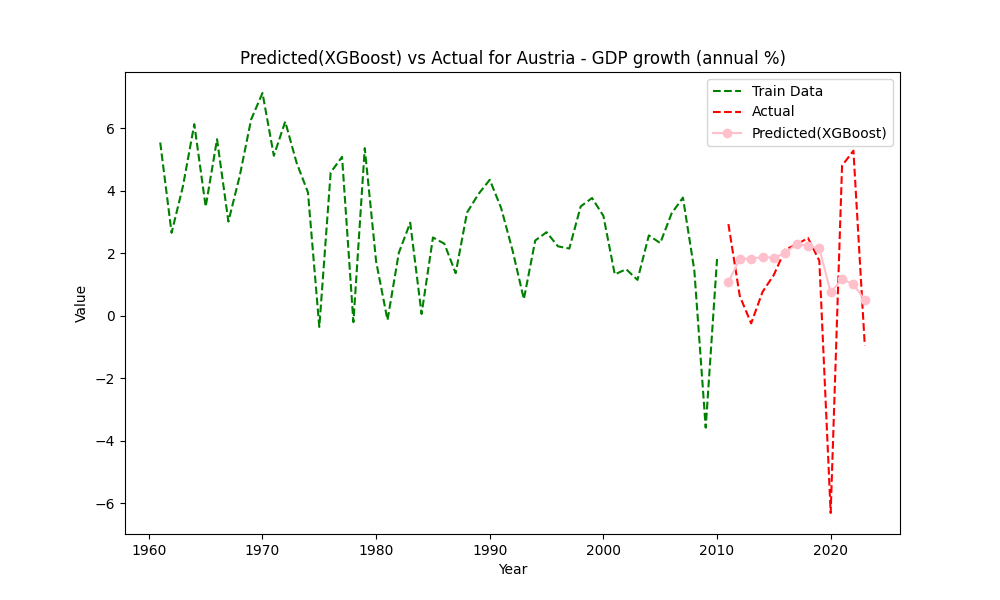 Predicted(XGBoost) vs Actual for Austria - GDP growth (annual %)
Train Data
Actual
Predicted(XGBoost)
Value
6
4
2
0
−2
−4
−6
1960 1970 1980 1990 2000 2010 2020
Year